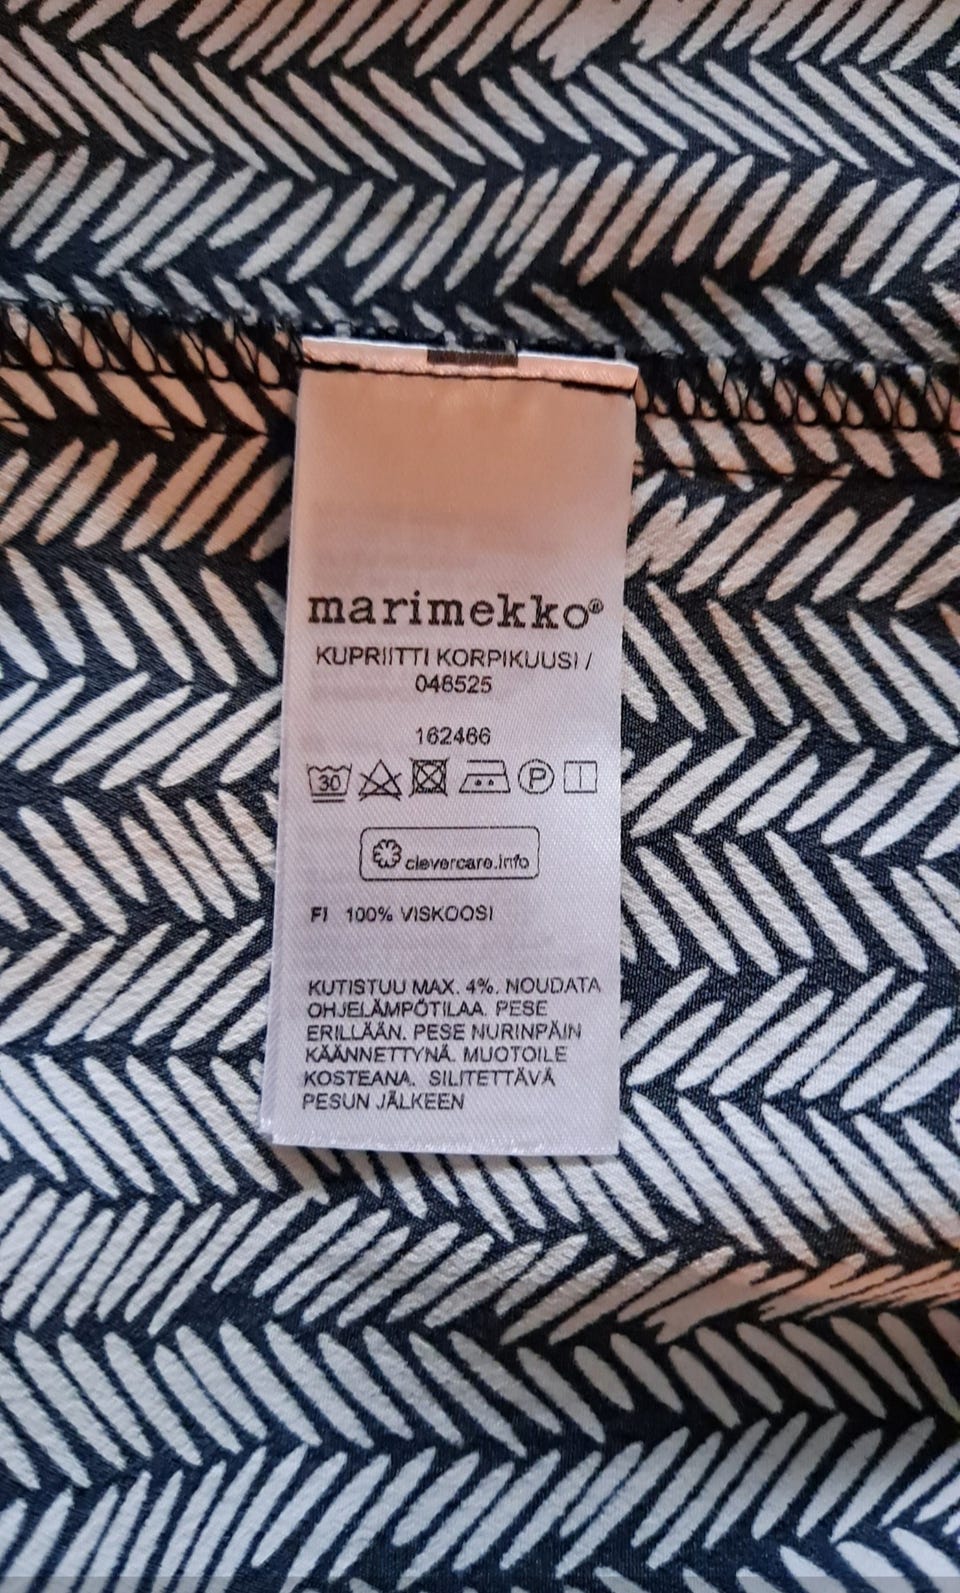 marimekko®
KUPRIITTI KORPIKUUSI /
046525
162466
30 P
clevercare.info
FI 100% VISKOOSI
KUTISTUU MAX. 4%. NOUDATA
OHJELÄMPÖTILAA. PESE
ERILLÄÄN. PESE NURINPÄIN
KÄÄNNETTYNÄ. MUOTOILE
KOSTEANA. SILITETTÄVÄ
PESUN JÄLKEEN